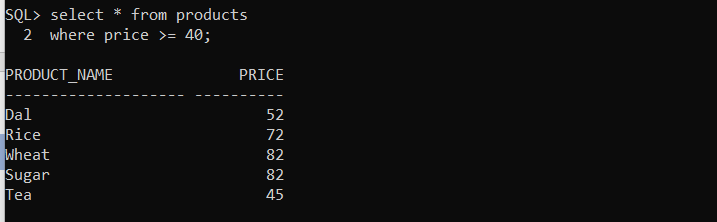 SQL> select * from products
  2  where price >= 40;
PRODUCT_NAME              PRICE
-------------------- ----------
Dal                          52
Rice                         72
Wheat                        82
Sugar                        82
Tea                          45